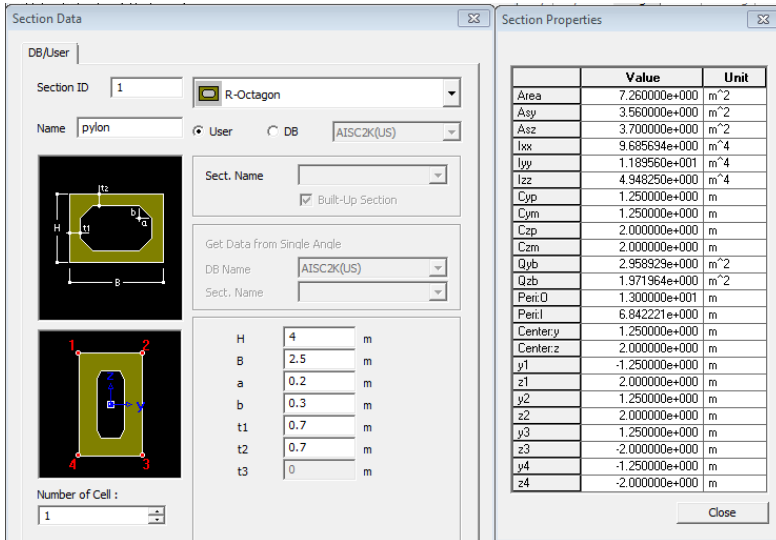 Section Data
DB/User
Section ID 1 R-Octagon
Name pylon User DB AISC2K(US)
Sect. Name
Built-Up Section
Get Data from Single Angle
DB Name AISC2K(US)
Sect. Name
t2
b
a
H
t1
B
1 2
z
y
4 3
H 4 m
B 2.5 m
a 0.2 m
b 0.3 m
t1 0.7 m
t2 0.7 m
t3 0 m
Number of Cell :
1
Section Properties
Value Unit
Area 7.260000e+000 m^2
Asy 3.560000e+000 m^2
Asz 3.700000e+000 m^2
Ixx 9.685694e+000 m^4
Iyy 1.189560e+001 m^4
Izz 4.948250e+000 m^4
Cyp 1.250000e+000 m
Cym 1.250000e+000 m
Czp 2.000000e+000 m
Czm 2.000000e+000 m
Qyb 2.958929e+000 m^2
Qzb 1.971964e+000 m^2
Peri:O 1.300000e+001 m
Peri:I 6.842221e+000 m
Center:y 1.250000e+000 m
Center:z 2.000000e+000 m
y1 -1.250000e+000 m
z1 2.000000e+000 m
y2 1.250000e+000 m
z2 2.000000e+000 m
y3 1.250000e+000 m
z3 -2.000000e+000 m
y4 -1.250000e+000 m
z4 -2.000000e+000 m
Close